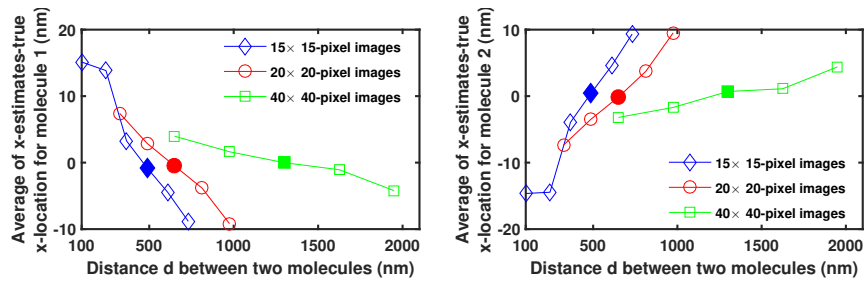 Average of x-estimates-true
x-location for molecule 1 (nm)
20
10
0
-10
100
500
1000
1500
2000
Distance d between two molecules (nm)
15× 15-pixel images
20× 20-pixel images
40× 40-pixel images
Average of x-estimates-true
x-location for molecule 2 (nm)
10
0
-10
-20
100
500
1000
1500
2000
Distance d between two molecules (nm)
15× 15-pixel images
20× 20-pixel images
40× 40-pixel images